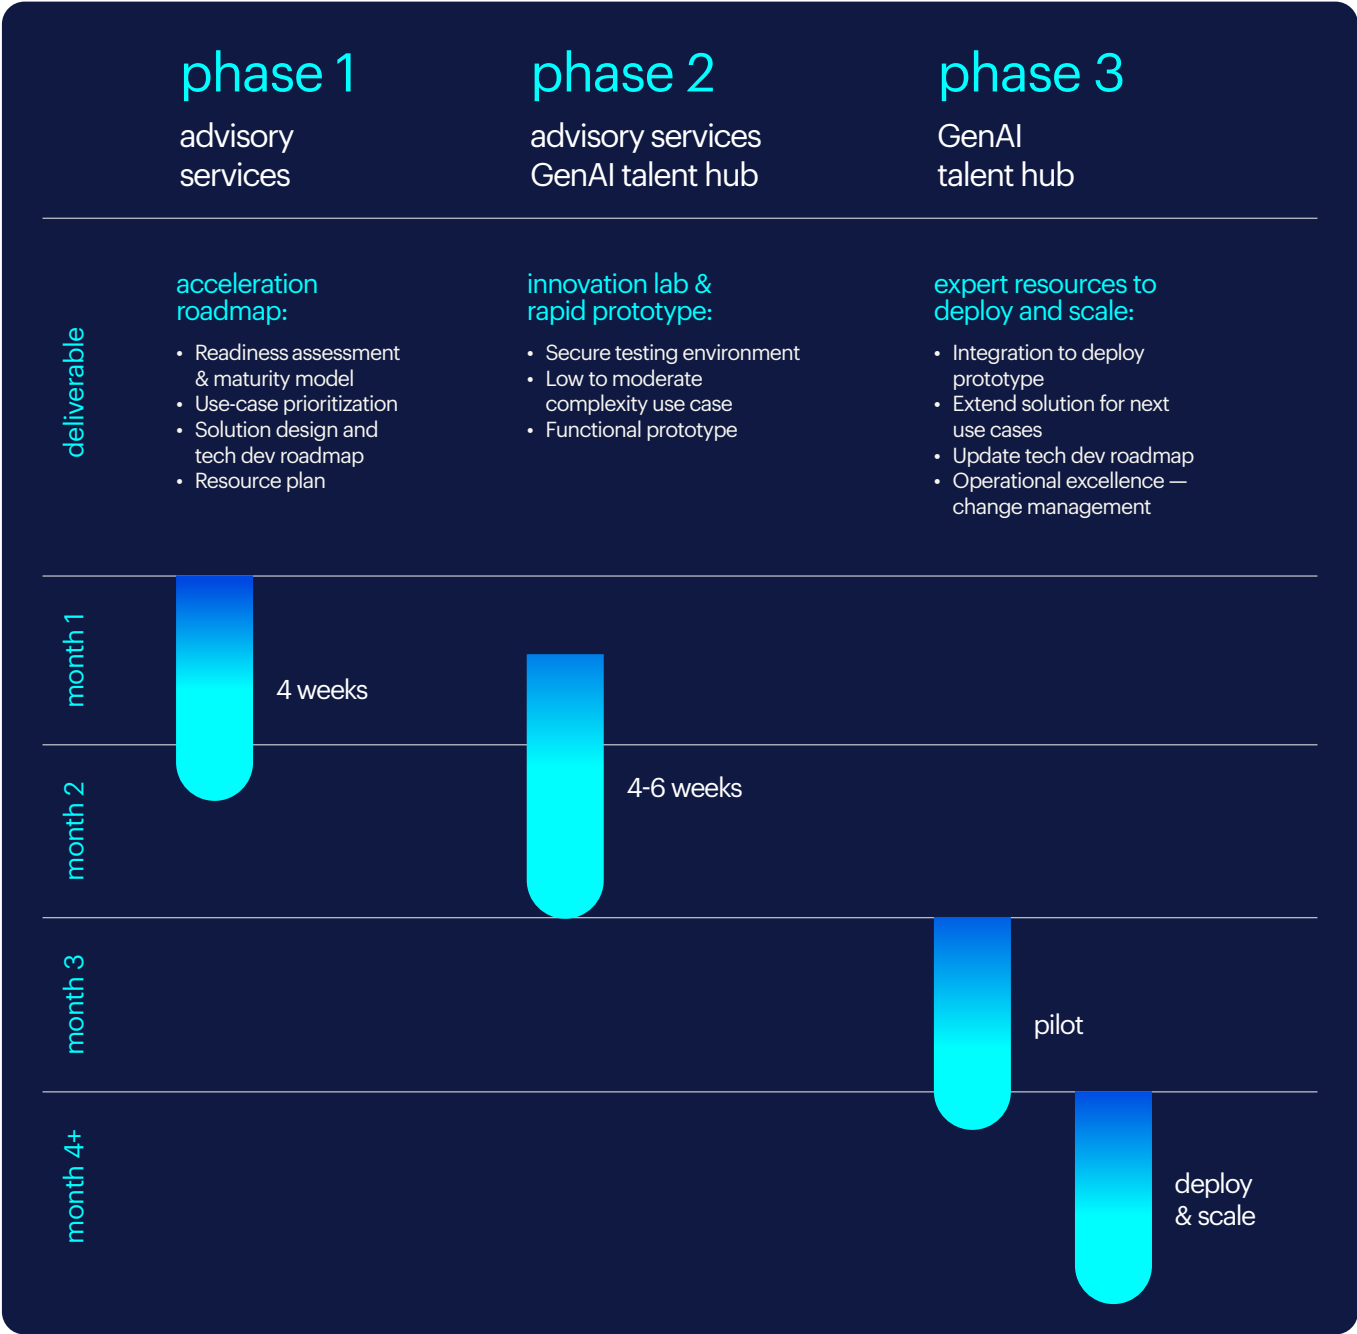 phase 1
advisory
services
phase 2
advisory services
GenAI talent hub
phase 3
GenAI
talent hub
deliverable
acceleration
roadmap:
• Readiness assessment
& maturity model
• Use-case prioritization
• Solution design and
tech dev roadmap
• Resource plan
innovation lab &
rapid prototype:
• Secure testing environment
• Low to moderate
complexity use case
• Functional prototype
expert resources to
deploy and scale:
• Integration to deploy
prototype
• Extend solution for next
use cases
• Update tech dev roadmap
• Operational excellence —
change management
month 1
4 weeks
month 2
4-6 weeks
month 3
pilot
month 4+
deploy
& scale